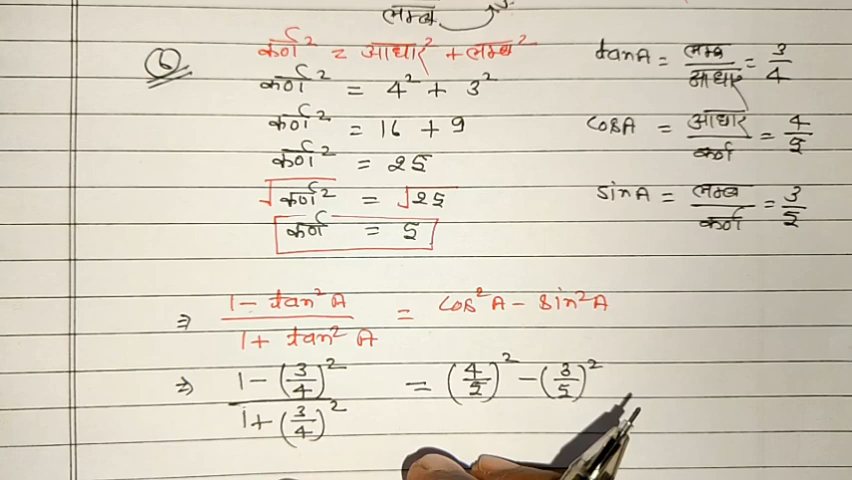 लम्ब
(6) कर्ण² = आधार² + लम्ब²
कर्ण² = 4² + 3²
कर्ण² = 16 + 9
कर्ण² = 25
√कर्ण² = √25
कर्ण = 5
tanA = लम्ब/आधार = 3/4
cosA = आधार/कर्ण = 4/5
sinA = लम्ब/कर्ण = 3/5
⇒ (1 - tan²A)/(1 + tan²A) = cos²A - sin²A
⇒ (1 - (3/4)²)/(1 + (3/4)²) = (4/5)² - (3/5)²